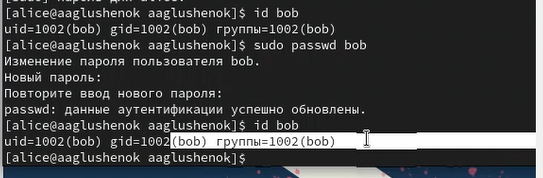 [alice@aaglushenok aaglushenok]$ id bob
uid=1002(bob) gid=1002(bob) группы=1002(bob)
[alice@aaglushenok aaglushenok]$ sudo passwd bob
Изменение пароля пользователя bob.
Новый пароль:
Повторите ввод нового пароля:
passwd: данные аутентификации успешно обновлены.
[alice@aaglushenok aaglushenok]$ id bob
uid=1002(bob) gid=1002(bob) группы=1002(bob)
[alice@aaglushenok aaglushenok]$